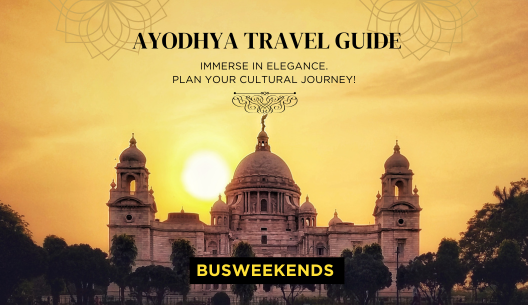 AYODHYA TRAVEL GUIDE
IMMERSE IN ELEGANCE.
PLAN YOUR CULTURAL JOURNEY!
BUSWEEKENDS